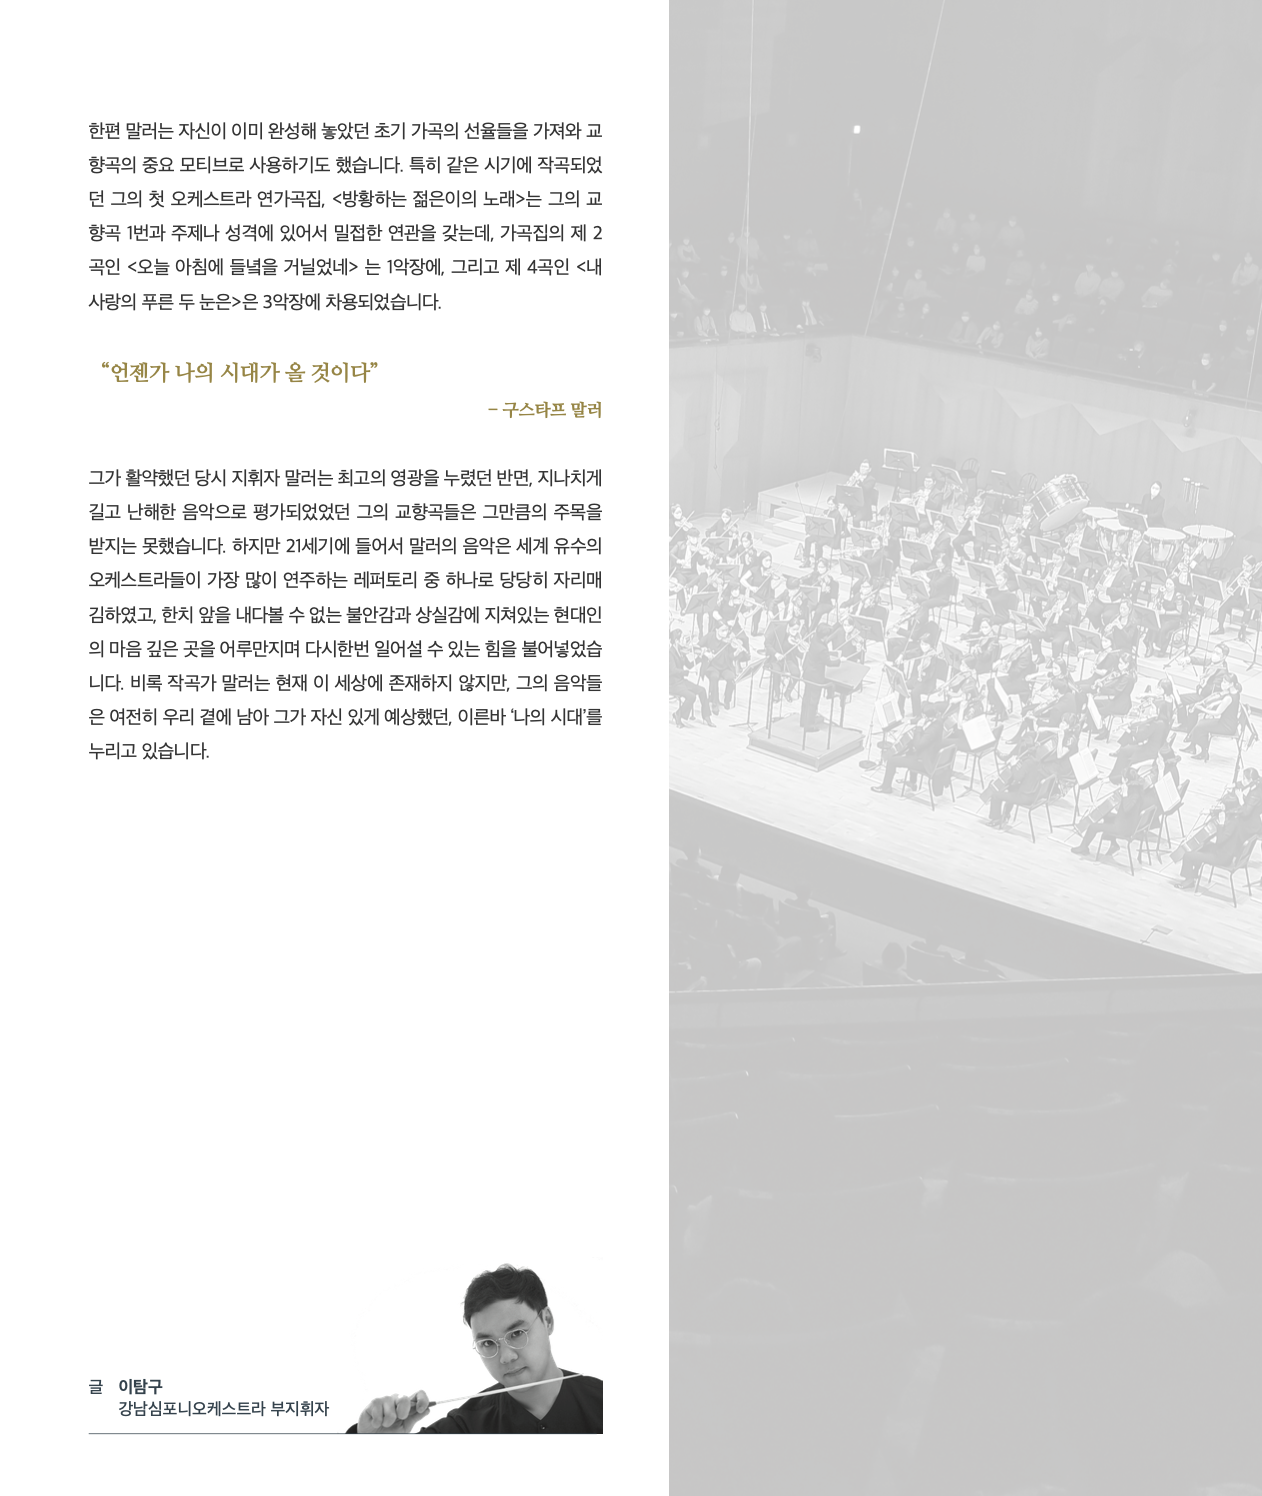 한편 말러는 자신이 이미 완성해 놓았던 초기 가곡의 선율들을 가져와 교
향곡의 중요 모티브로 사용하기도 했습니다. 특히 같은 시기에 작곡되었
던 그의 첫 오케스트라 연가곡집, <방황하는 젊은이의 노래>는 그의 교
향곡 1번과 주제나 성격에 있어서 밀접한 연관을 갖는데, 가곡집의 제 2
곡인 <오늘 아침에 들녘을 거닐었네> 는 1악장에, 그리고 제 4곡인 <내
사랑의 푸른 두 눈은>은 3악장에 차용되었습니다.
“언젠가 나의 시대가 올 것이다”
– 구스타프 말러
그가 활약했던 당시 지휘자 말러는 최고의 영광을 누렸던 반면, 지나치게
길고 난해한 음악으로 평가되었었던 그의 교향곡들은 그만큼의 주목을
받지는 못했습니다. 하지만 21세기에 들어서 말러의 음악은 세계 유수의
오케스트라들이 가장 많이 연주하는 레퍼토리 중 하나로 당당히 자리매
김하였고, 한치 앞을 내다볼 수 없는 불안감과 상실감에 지쳐있는 현대인
의 마음 깊은 곳을 어루만지며 다시한번 일어설 수 있는 힘을 불어넣었습
니다. 비록 작곡가 말러는 현재 이 세상에 존재하지 않지만, 그의 음악들
은 여전히 우리 곁에 남아 그가 자신 있게 예상했던, 이른바 ‘나의 시대’를
누리고 있습니다.
글 이탐구
강남심포니오케스트라 부지휘자